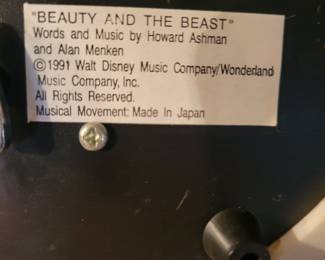 "BEAUTY AND THE BEAST"
Words and Music by Howard Ashman
and Alan Menken
©1991 Walt Disney Music Company/Wonderland
Music Company, Inc.
All Rights Reserved.
Musical Movement: Made In Japan